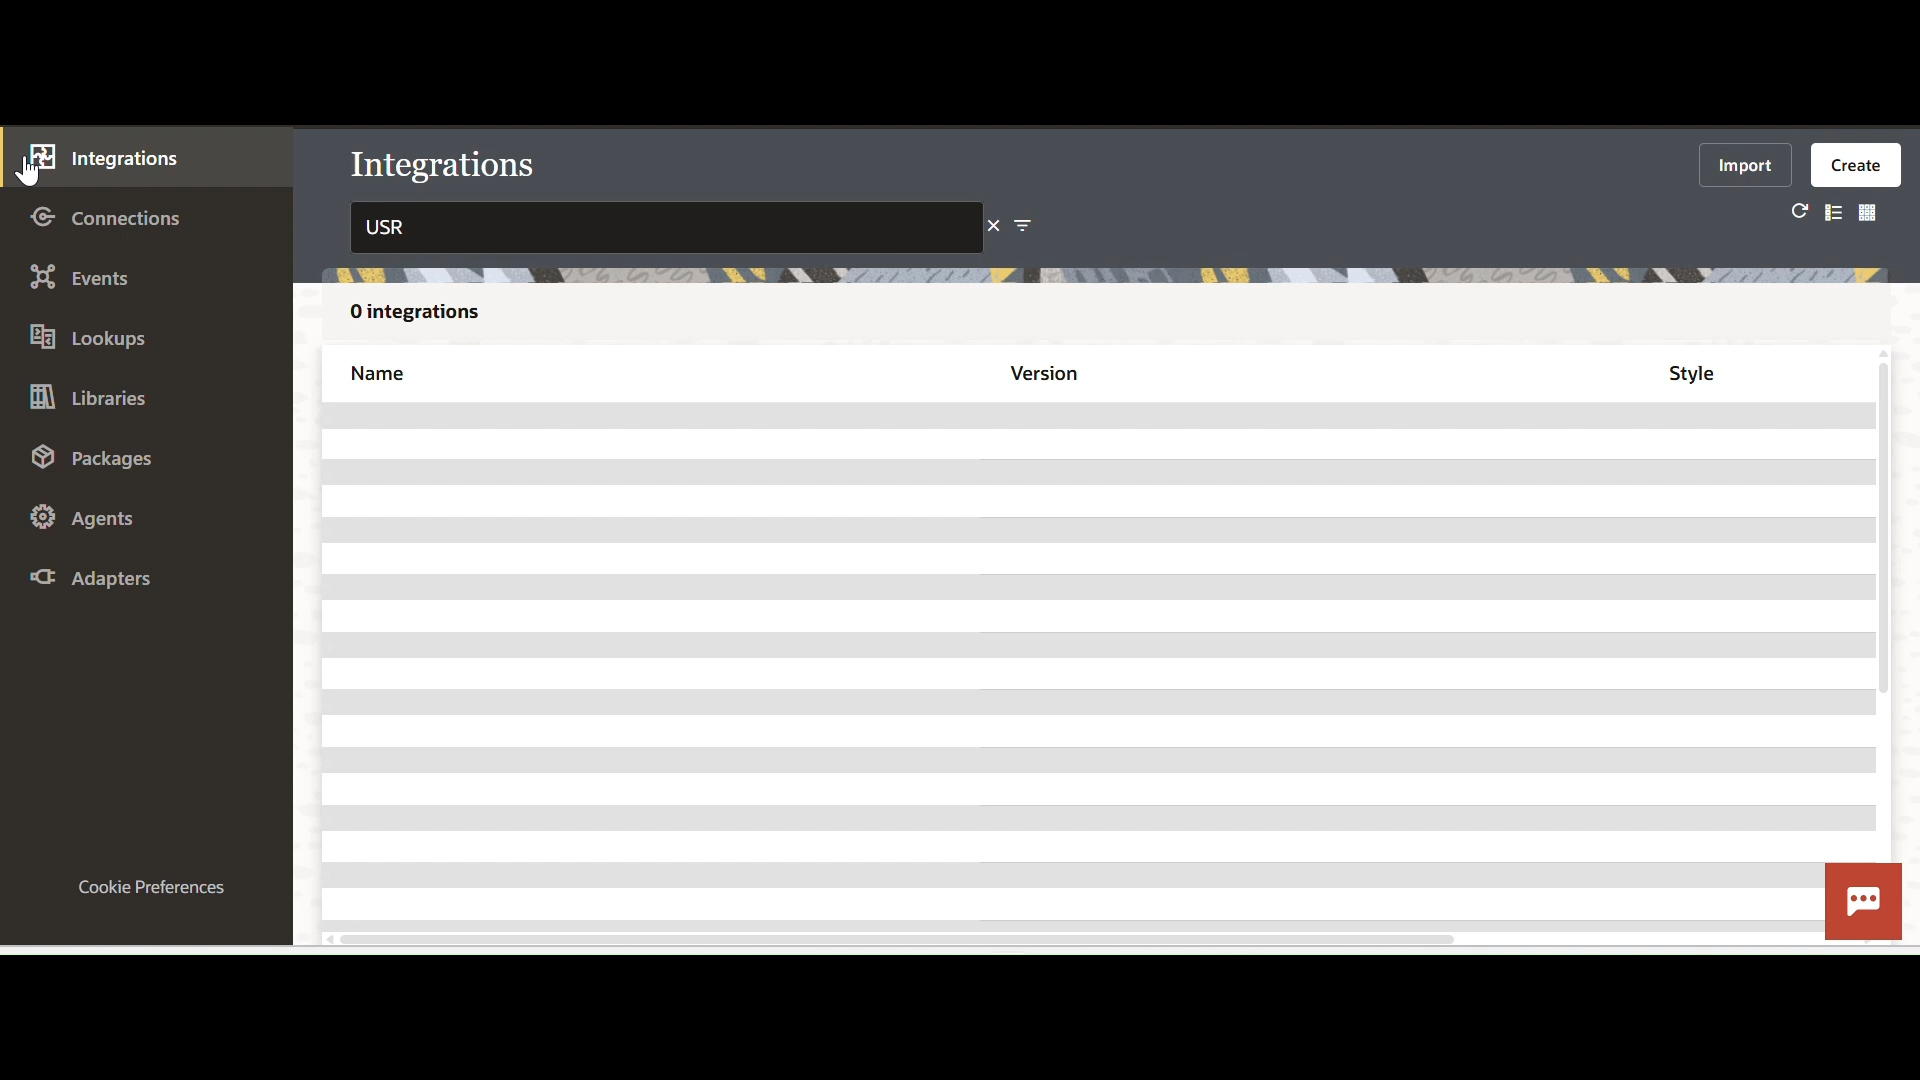 Integrations
Connections
Events
Lookups
Libraries
Packages
Agents
Adapters
Cookie Preferences
Integrations
Import
Create
USR
0 integrations
Name Version Style